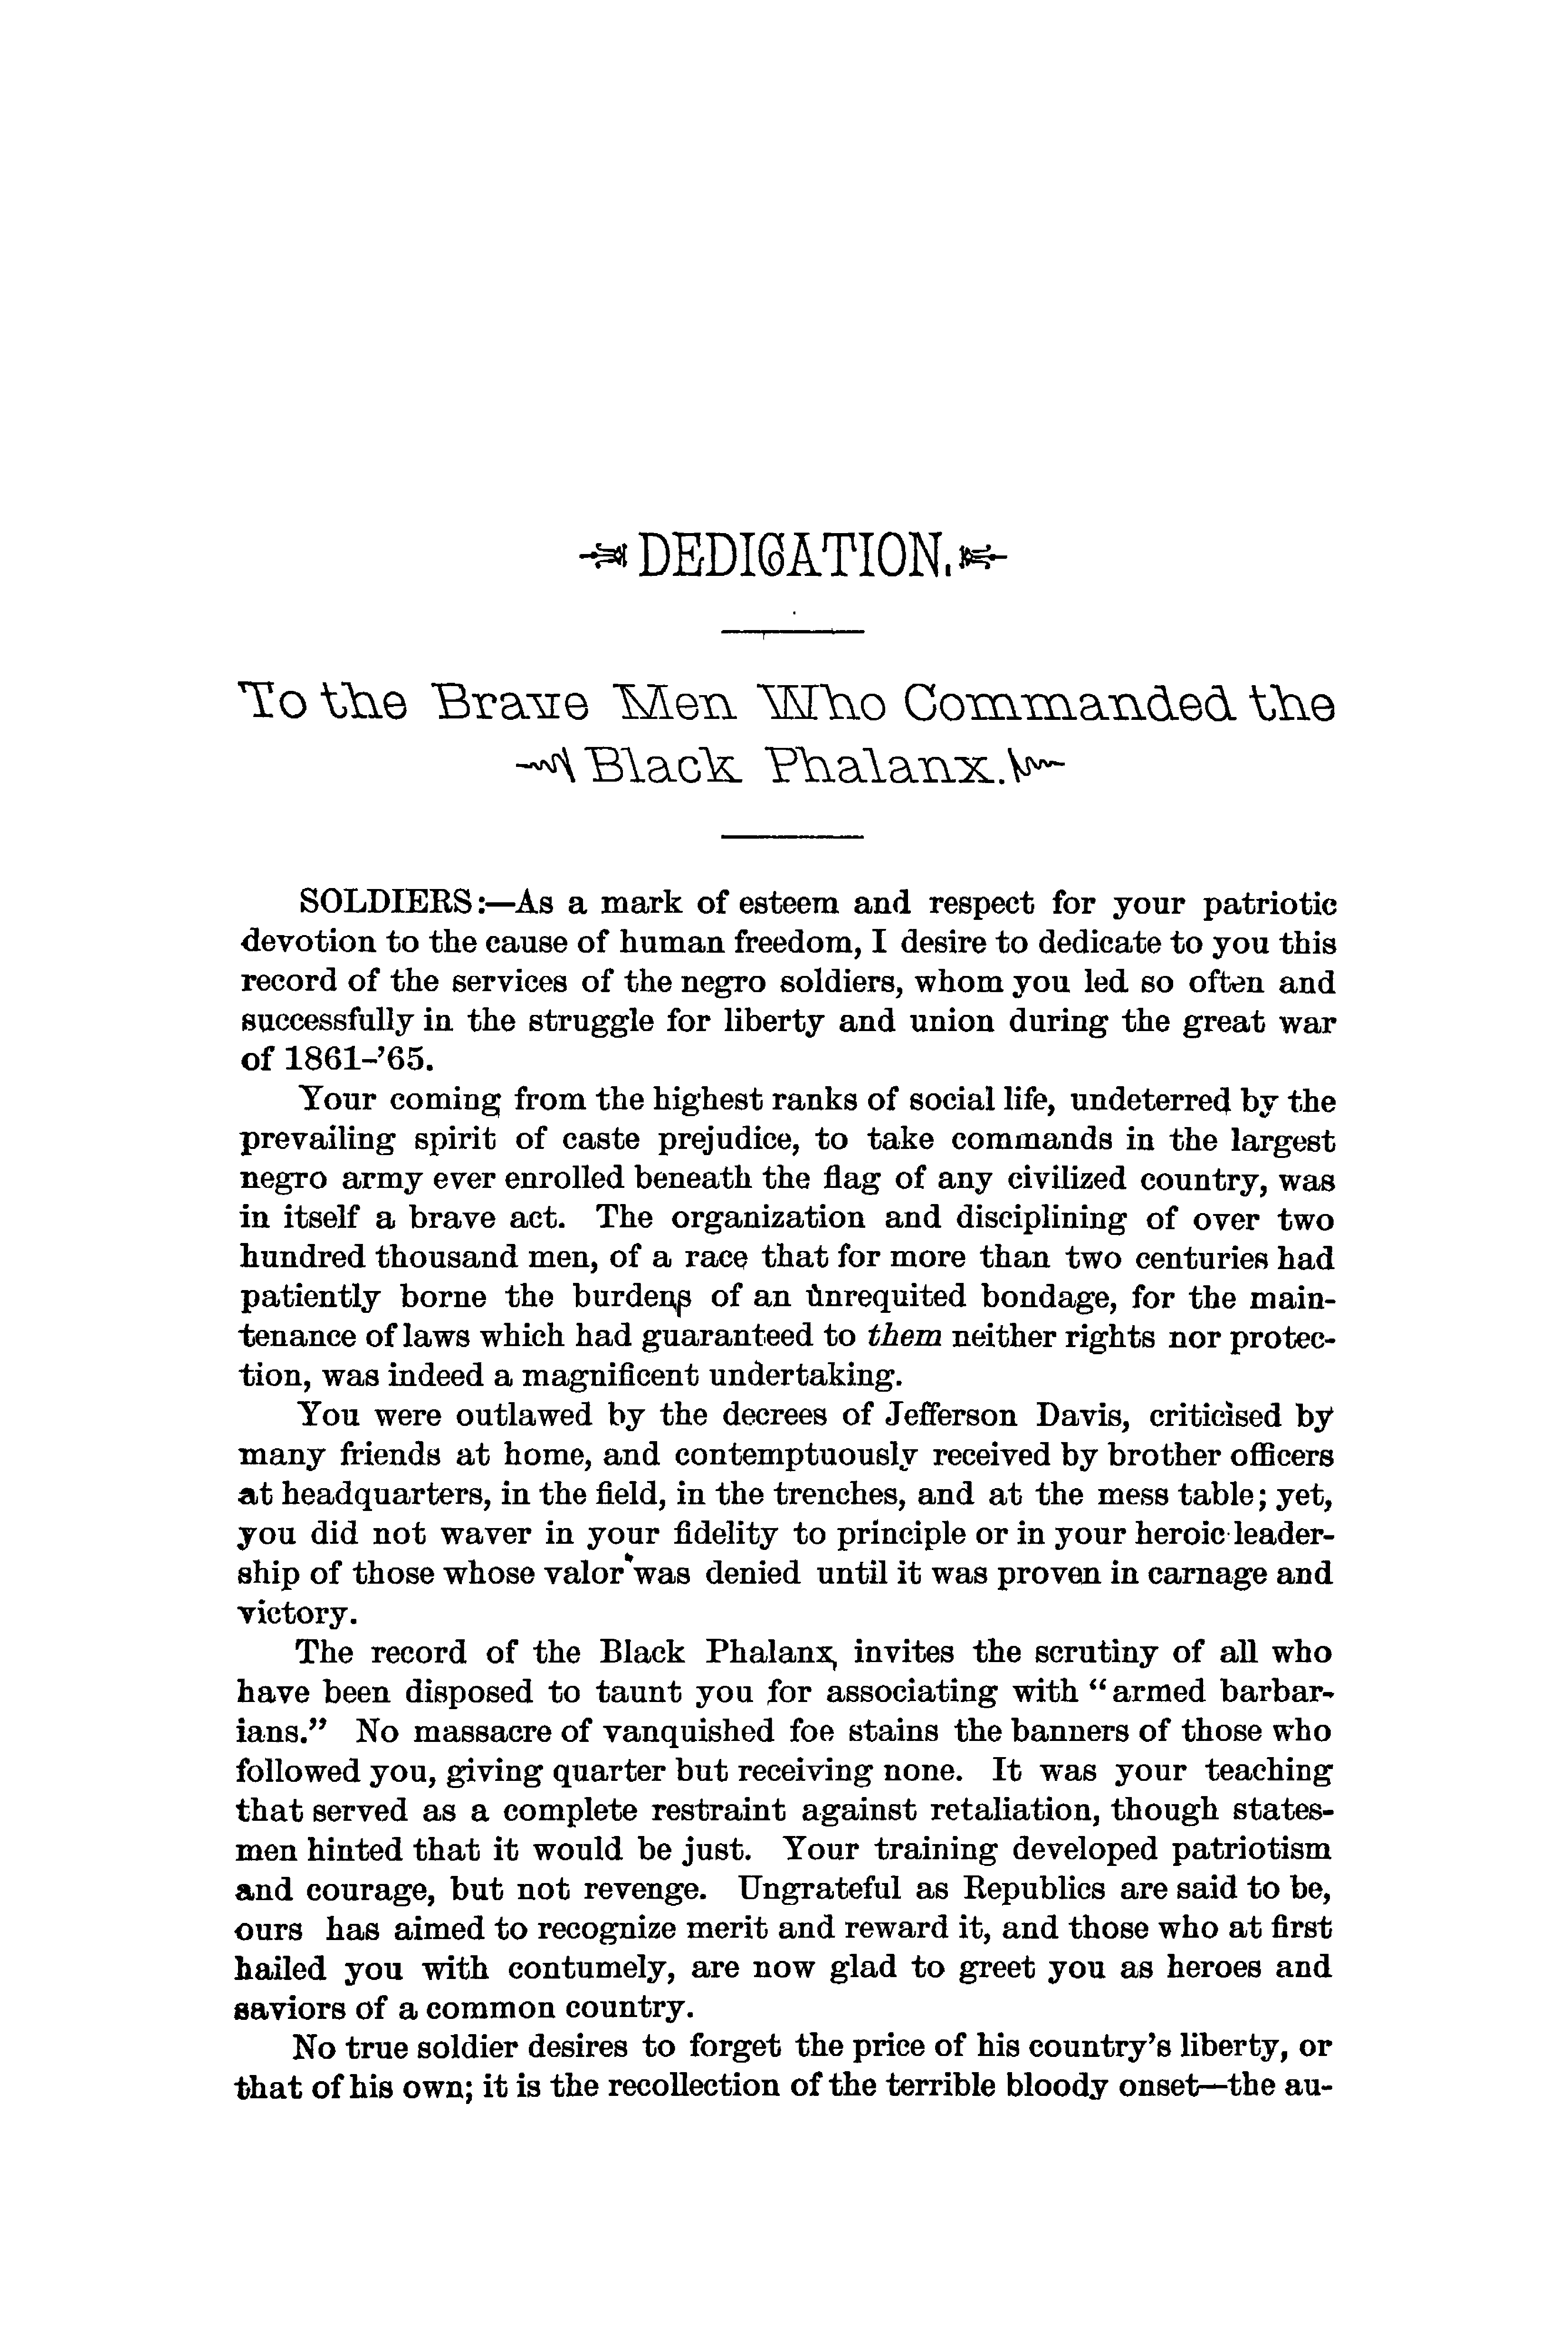 DEDICATION.
To the Brave Men Who Commanded the
Black Phalanx.
SOLDIERS:—As a mark of esteem and respect for your patriotic
devotion to the cause of human freedom, I desire to dedicate to you this
record of the services of the negro soldiers, whom you led so often and
successfully in the struggle for liberty and union during the great war
of 1861-'65.
Your coming from the highest ranks of social life, undeterred by the
prevailing spirit of caste prejudice, to take commands in the largest
negro army ever enrolled beneath the flag of any civilized country, was
in itself a brave act. The organization and disciplining of over two
hundred thousand men, of a race that for more than two centuries had
patiently borne the burdens of an unrequited bondage, for the main-
tenance of laws which had guaranteed to them neither rights nor protec-
tion, was indeed a magnificent undertaking.
You were outlawed by the decrees of Jefferson Davis, criticised by
many friends at home, and contemptuously received by brother officers
at headquarters, in the field, in the trenches, and at the mess table; yet,
you did not waver in your fidelity to principle or in your heroic leader-
ship of those whose valor was denied until it was proven in carnage and
victory.
The record of the Black Phalanx, invites the scrutiny of all who
have been disposed to taunt you for associating with "armed barbar-
ians." No massacre of vanquished foe stains the banners of those who
followed you, giving quarter but receiving none. It was your teaching
that served as a complete restraint against retaliation, though states-
men hinted that it would be just. Your training developed patriotism
and courage, but not revenge. Ungrateful as Republics are said to be,
ours has aimed to recognize merit and reward it, and those who at first
hailed you with contumely, are now glad to greet you as heroes and
saviors of a common country.
No true soldier desires to forget the price of his country's liberty, or
that of his own; it is the recollection of the terrible bloody onset—the au-